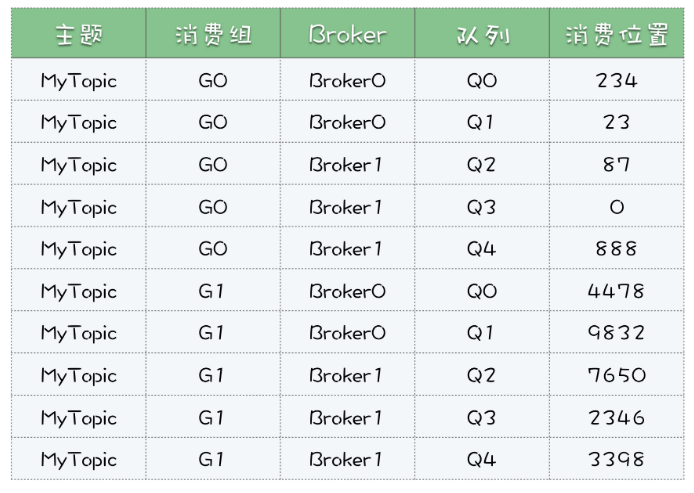 主题 消费组 Broker 队列 消费位置
MyTopic G0 Broker0 Q0 234
MyTopic G0 Broker0 Q1 23
MyTopic G0 Broker1 Q2 87
MyTopic G0 Broker1 Q3 0
MyTopic G0 Broker1 Q4 888
MyTopic G1 Broker0 Q0 4478
MyTopic G1 Broker0 Q1 9832
MyTopic G1 Broker1 Q2 7650
MyTopic G1 Broker1 Q3 2346
MyTopic G1 Broker1 Q4 3398